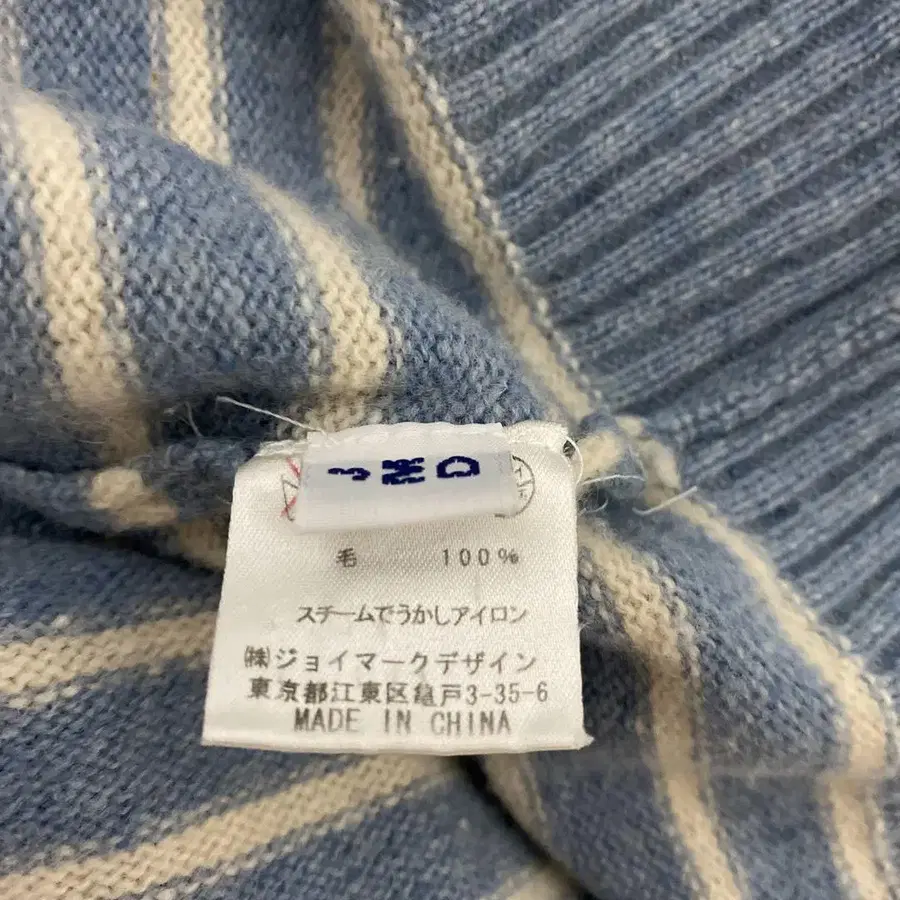 毛 100%
スチームでうかしアイロン
㈱ジョイマークデザイン
東京都江東区亀戸3-35-6
MADE IN CHINA